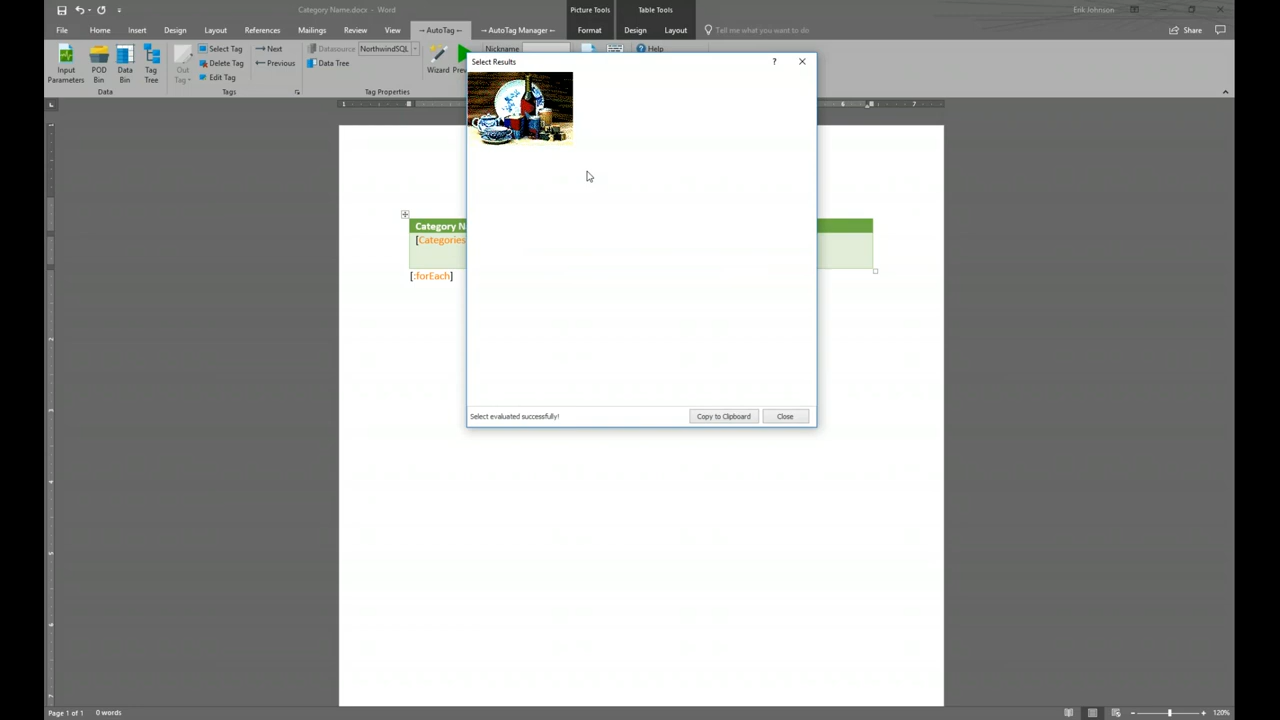 Category Name.docx - Word
Picture Tools
Table Tools
Erik Johnson
File Home Insert Design Layout References Mailings Review View → AutoTag ← → AutoTag Manager ← Format Design Layout Tell me what you want to do Share
Input Parameters
POD Bin
Data Bin
Tag Tree
Data
Out Tag
Select Tag
Delete Tag
Edit Tag
Next
Previous
Tags
Datasource NorthwindSQL
Data Tree
Tag Properties
Wizard
Nickname
Help
Select Results
?
Category N
[Categories
[:forEach]
Select evaluated successfully!
Copy to Clipboard
Close
Page 1 of 1 0 words
120%